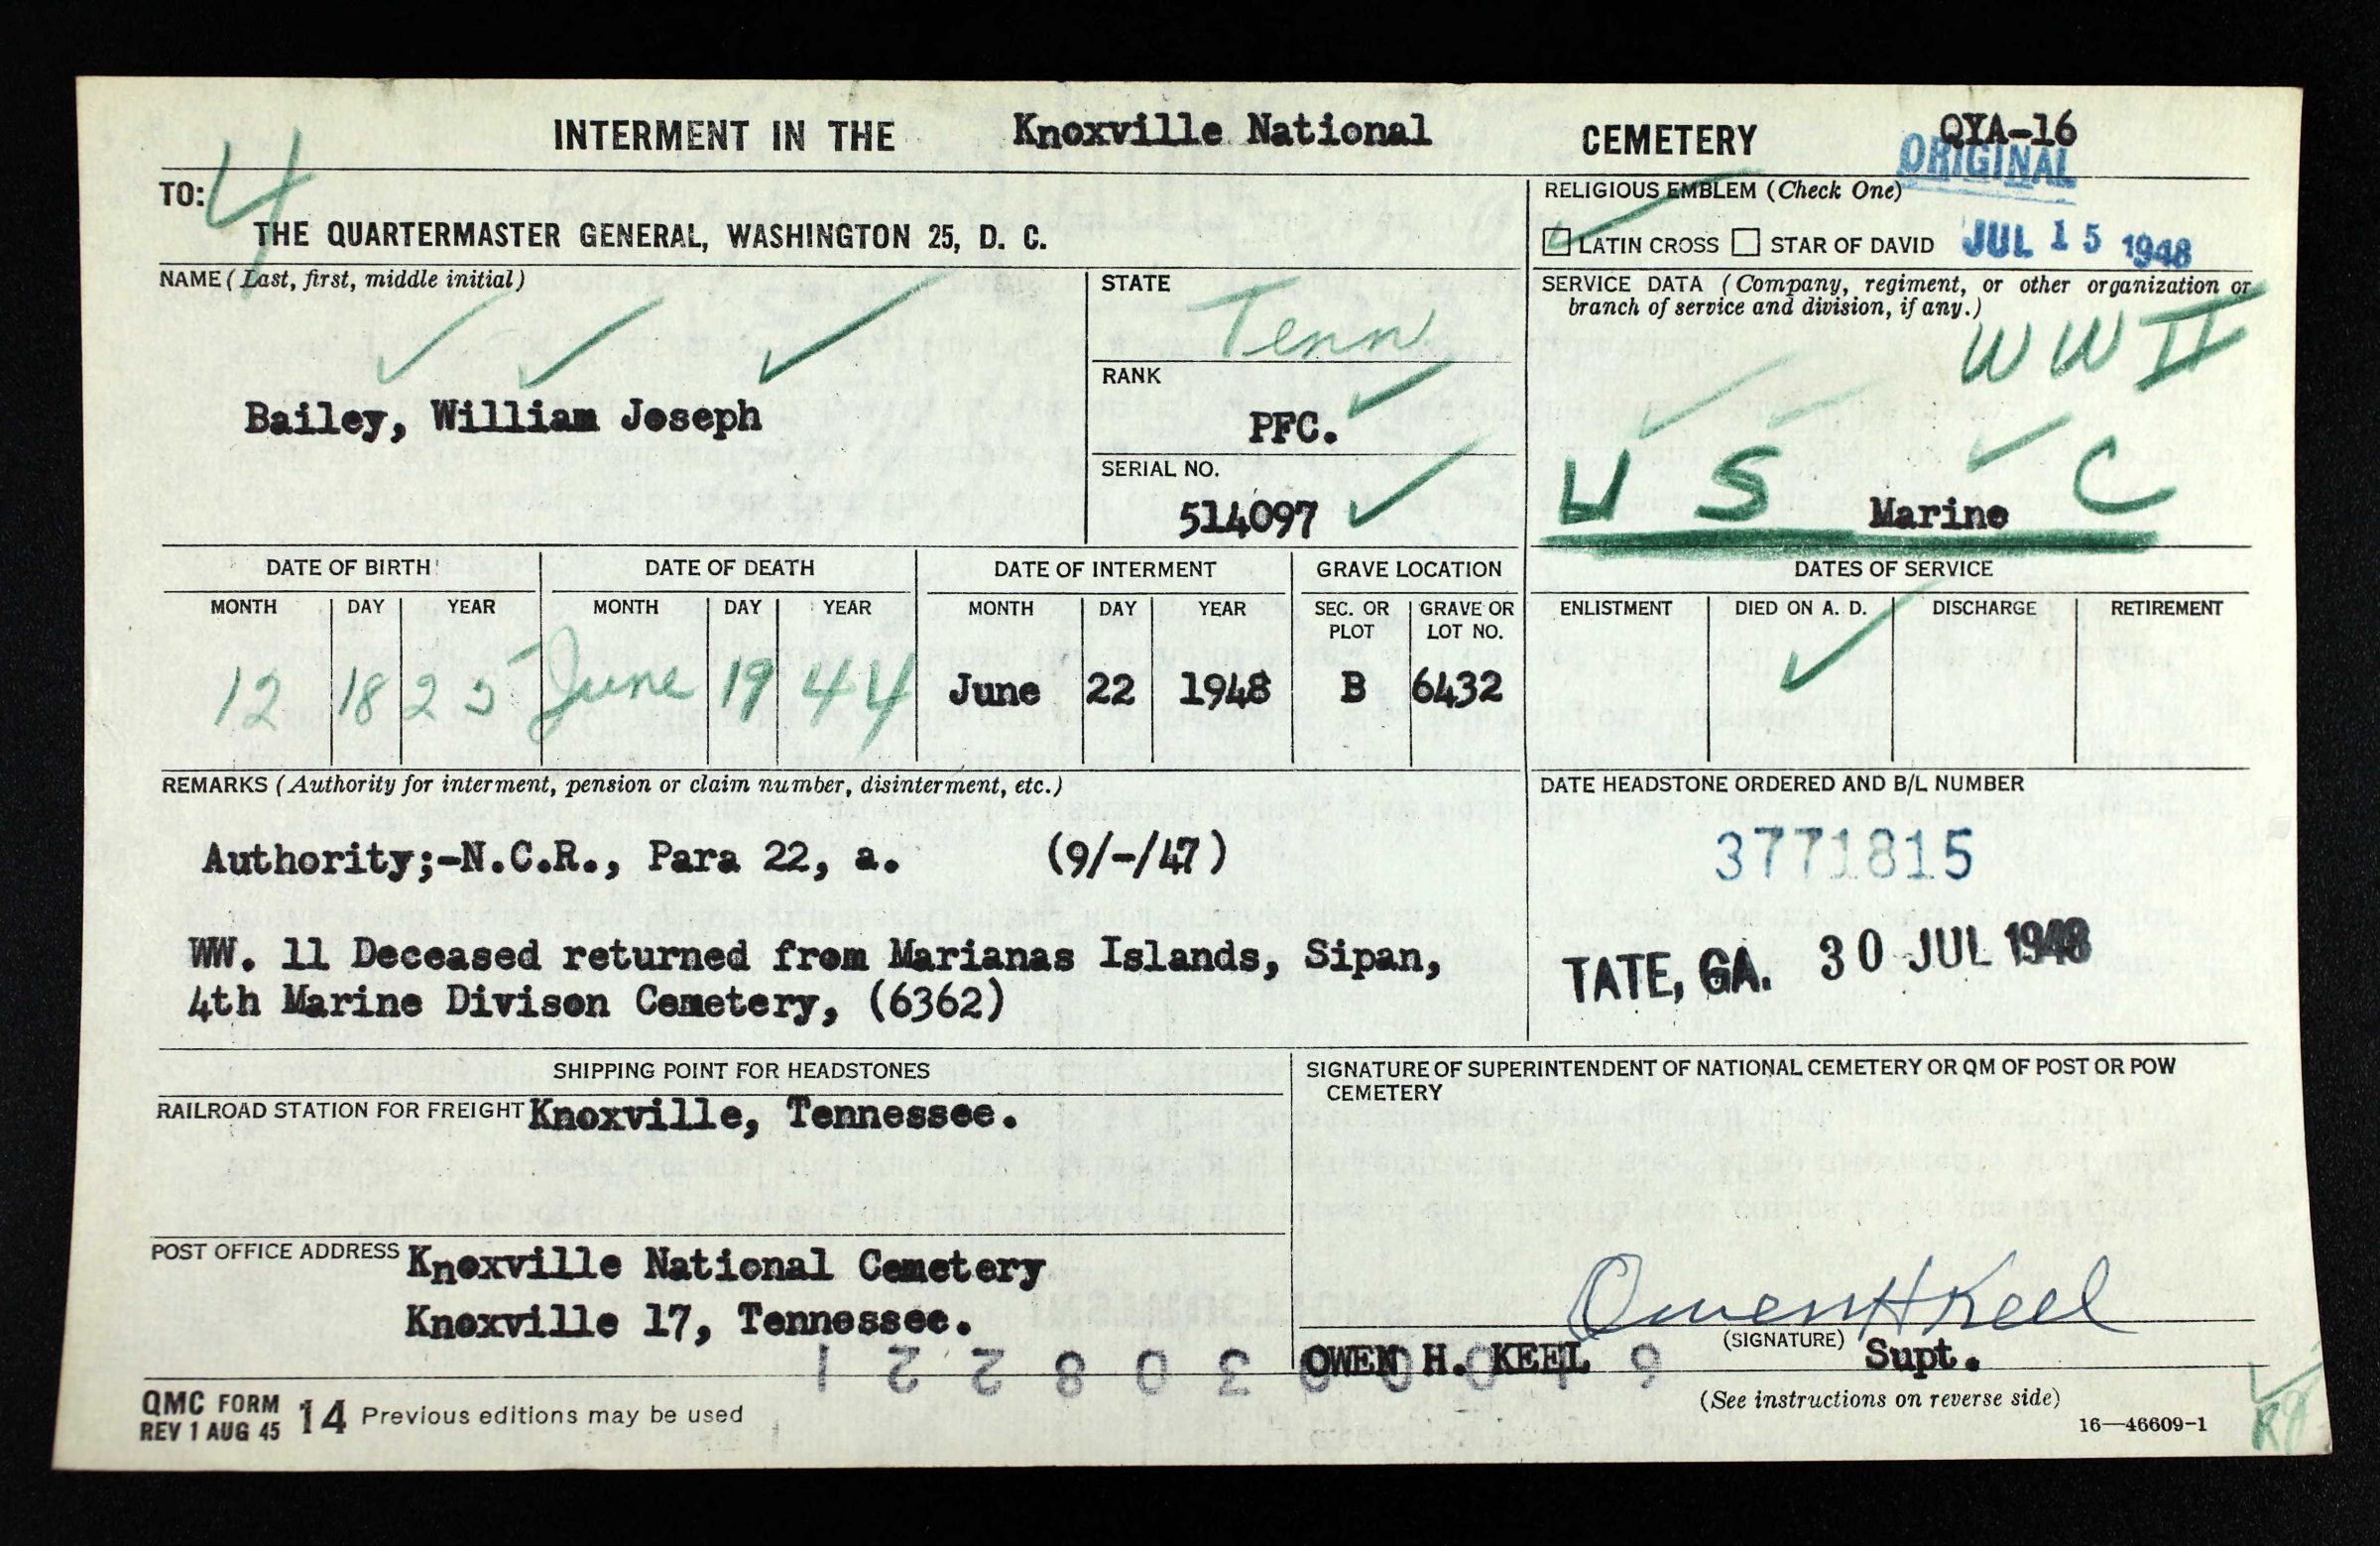 INTERMENT IN THE Knoxville National CEMETERY QYA-16
ORIGINAL
4
TO:
THE QUARTERMASTER GENERAL, WASHINGTON 25, D. C.
RELIGIOUS EMBLEM (Check One)
LATIN CROSS STAR OF DAVID JUL 15 1948
NAME (Last, first, middle initial)
Bailey, William Joseph
STATE
Tenn
RANK
PFC.
SERIAL NO.
514097
SERVICE DATA (Company, regiment, or other organization or
branch of service and division, if any.)
WW II
U S Marine C
DATE OF BIRTH DATE OF DEATH DATE OF INTERMENT GRAVE LOCATION DATES OF SERVICE
MONTH DAY YEAR MONTH DAY YEAR MONTH DAY YEAR SEC. OR PLOT GRAVE OR LOT NO. ENLISTMENT DIED ON A. D. DISCHARGE RETIREMENT
12 18 25 June 19 44 June 22 1948 B 6432
REMARKS (Authority for interment, pension or claim number, disinterment, etc.)
Authority;-N.C.R., Para 22, a. (9/-/47)
WW. 11 Deceased returned from Marianas Islands, Sipan,
4th Marine Divison Cemetery, (6362)
DATE HEADSTONE ORDERED AND B/L NUMBER
3771815
TATE, GA. 30 JUL 1948
SHIPPING POINT FOR HEADSTONES
RAILROAD STATION FOR FREIGHT Knoxville, Tennessee.
POST OFFICE ADDRESS Knoxville National Cemetery
Knoxville 17, Tennessee.
SIGNATURE OF SUPERINTENDENT OF NATIONAL CEMETERY OR QM OF POST OR POW
CEMETERY
Owen H Keel
(SIGNATURE)
OWEN H. KEEL Supt.
(See instructions on reverse side)
QMC FORM
REV 1 AUG 45 14 Previous editions may be used
16—46609-1